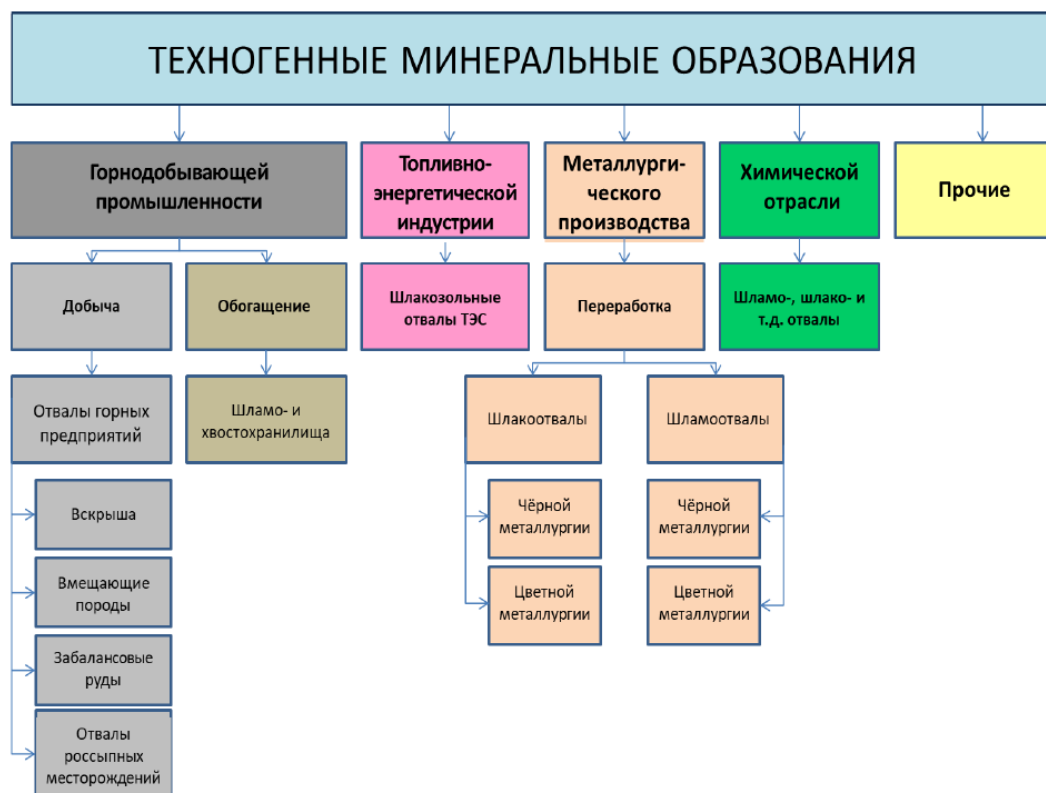 ТЕХНОГЕННЫЕ МИНЕРАЛЬНЫЕ ОБРАЗОВАНИЯ
Горнодобывающей
промышленности
Топливно-
энергетической
индустрии
Металлурги-
ческого
производства
Химической
отрасли
Прочие
Добыча
Обогащение
Шлакозольные
отвалы ТЭС
Переработка
Шламо-, шлако- и
т.д. отвалы
Отвалы горных
предприятий
Шламо- и
хвостохранилища
Шлакоотвалы
Шламоотвалы
Вскрыша
Вмещающие
породы
Забалансовые
руды
Отвалы
россыпных
месторождений
Чёрной
металлургии
Цветной
металлургии
Чёрной
металлургии
Цветной
металлургии